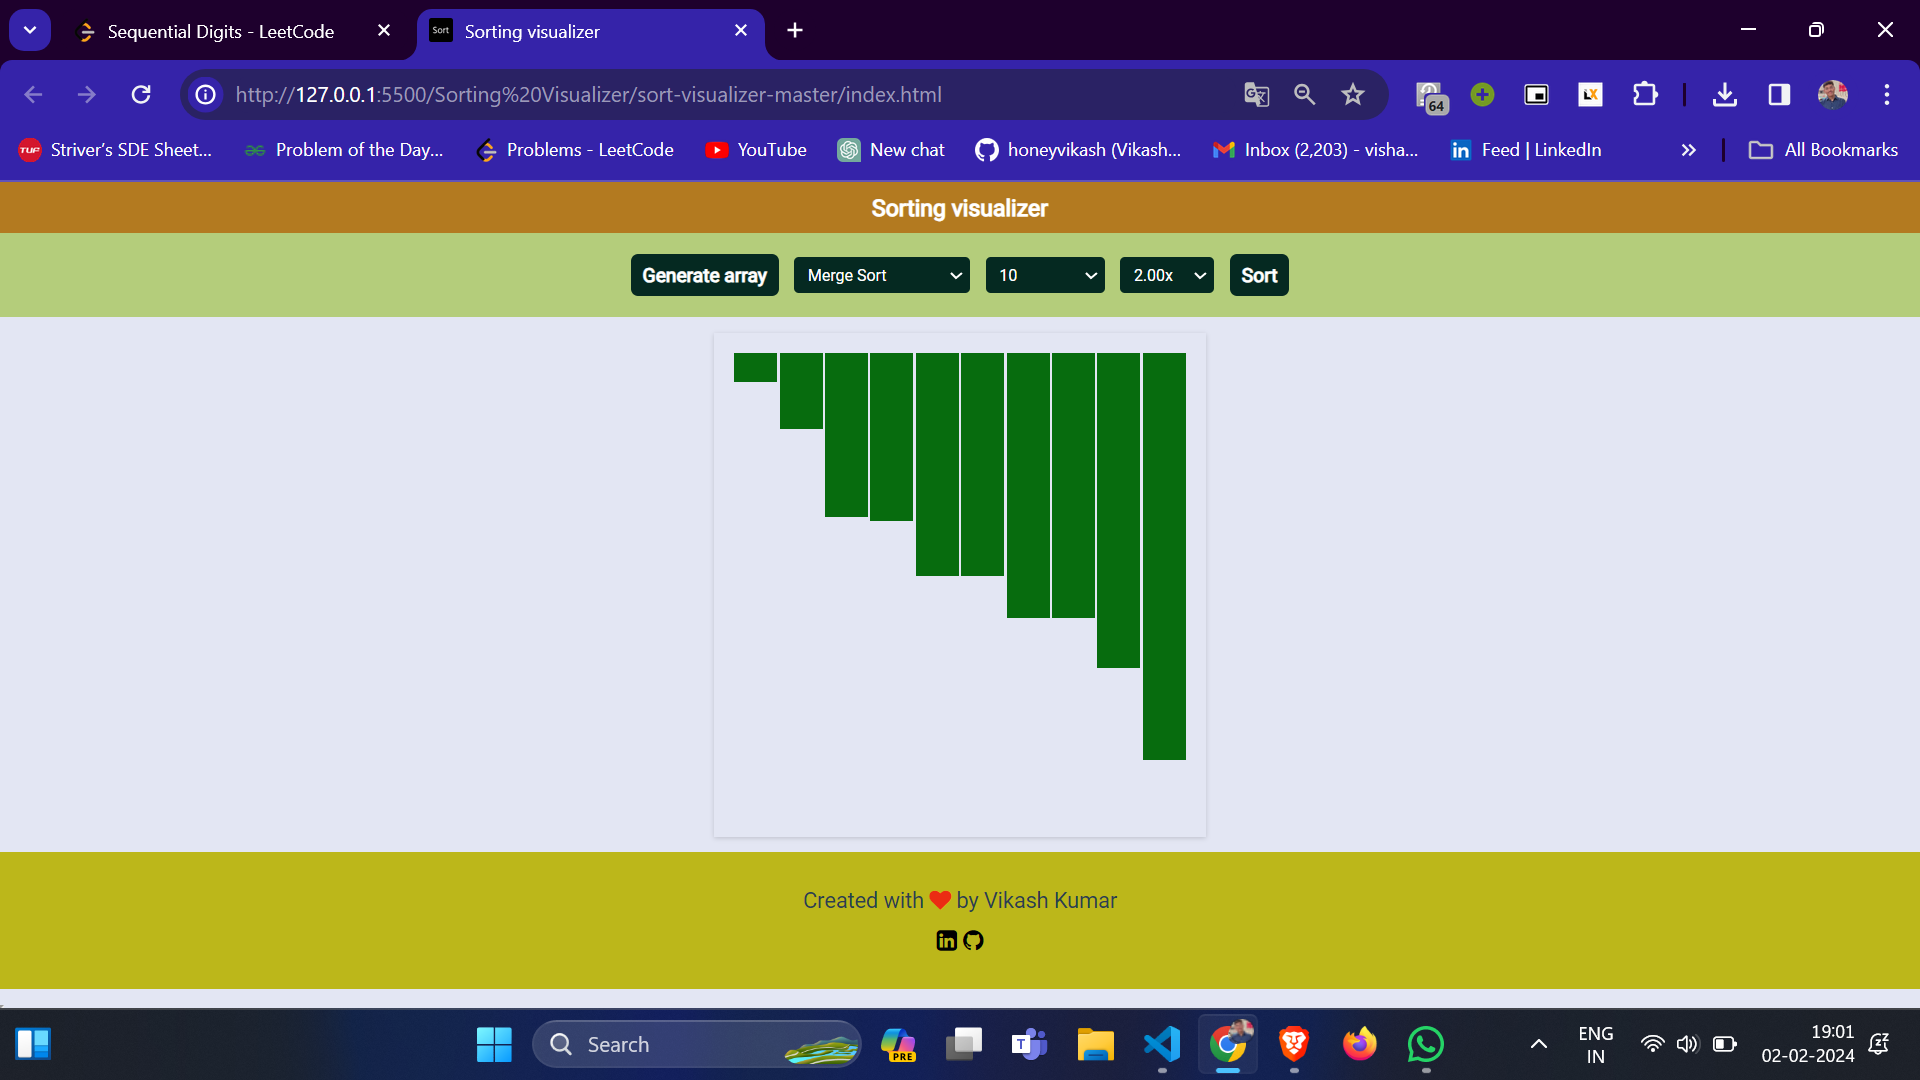 Sequential Digits - LeetCode
Sort
Sorting visualizer
http://127.0.0.1:5500/Sorting%20Visualizer/sort-visualizer-master/index.html
64
LX
TUF
Striver’s SDE Sheet...
Problem of the Day...
Problems - LeetCode
YouTube
New chat
honeyvikash (Vikash...
Inbox (2,203) - visha...
in
Feed | LinkedIn
All Bookmarks
Sorting visualizer
Generate array
Merge Sort
10
2.00x
Sort
Created with ❤ by Vikash Kumar
in
Search
PRE
T
ENG
IN
19:01
02-02-2024